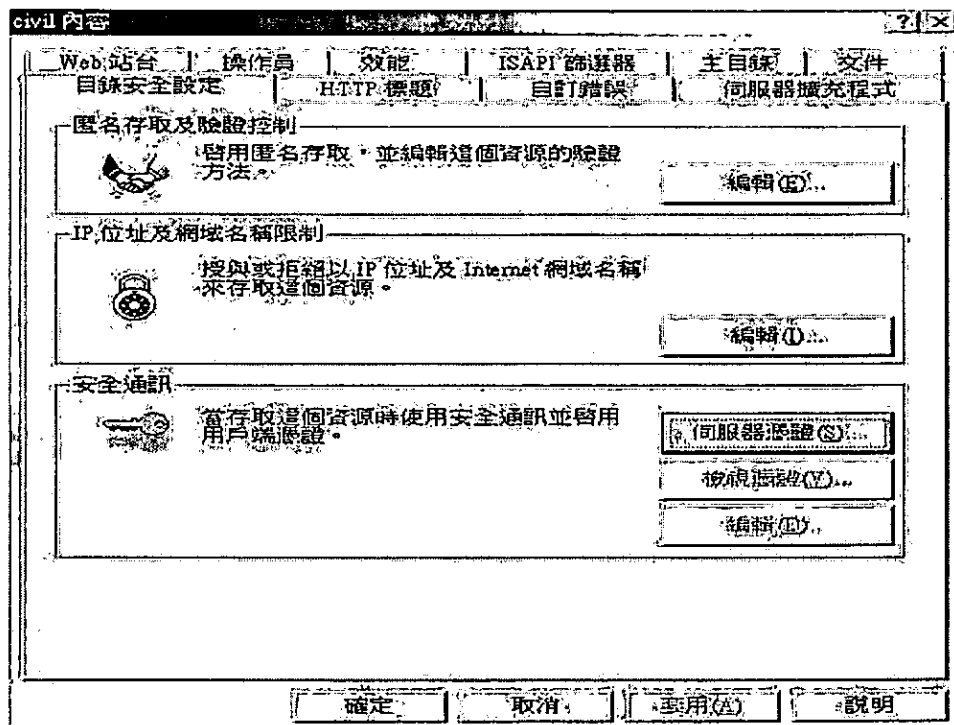 civil 內容
Web 站台 操作員 效能 ISAPI 篩選器 主目錄 文件
目錄安全設定 HTTP 標題 自訂錯誤 伺服器擴充程式
匿名存取及驗證控制
啓用匿名存取，並編輯這個資源的驗證
方法。
編輯(E)...
IP 位址及網域名稱限制
授與或拒絕以 IP 位址及 Internet 網域名稱
來存取這個資源。
編輯(I)...
安全通訊
當存取這個資源時使用安全通訊並啓用
用戶端憑證。
伺服器憑證(S)...
檢視憑證(V)...
編輯(D)...
確定 取消 套用(A) 說明